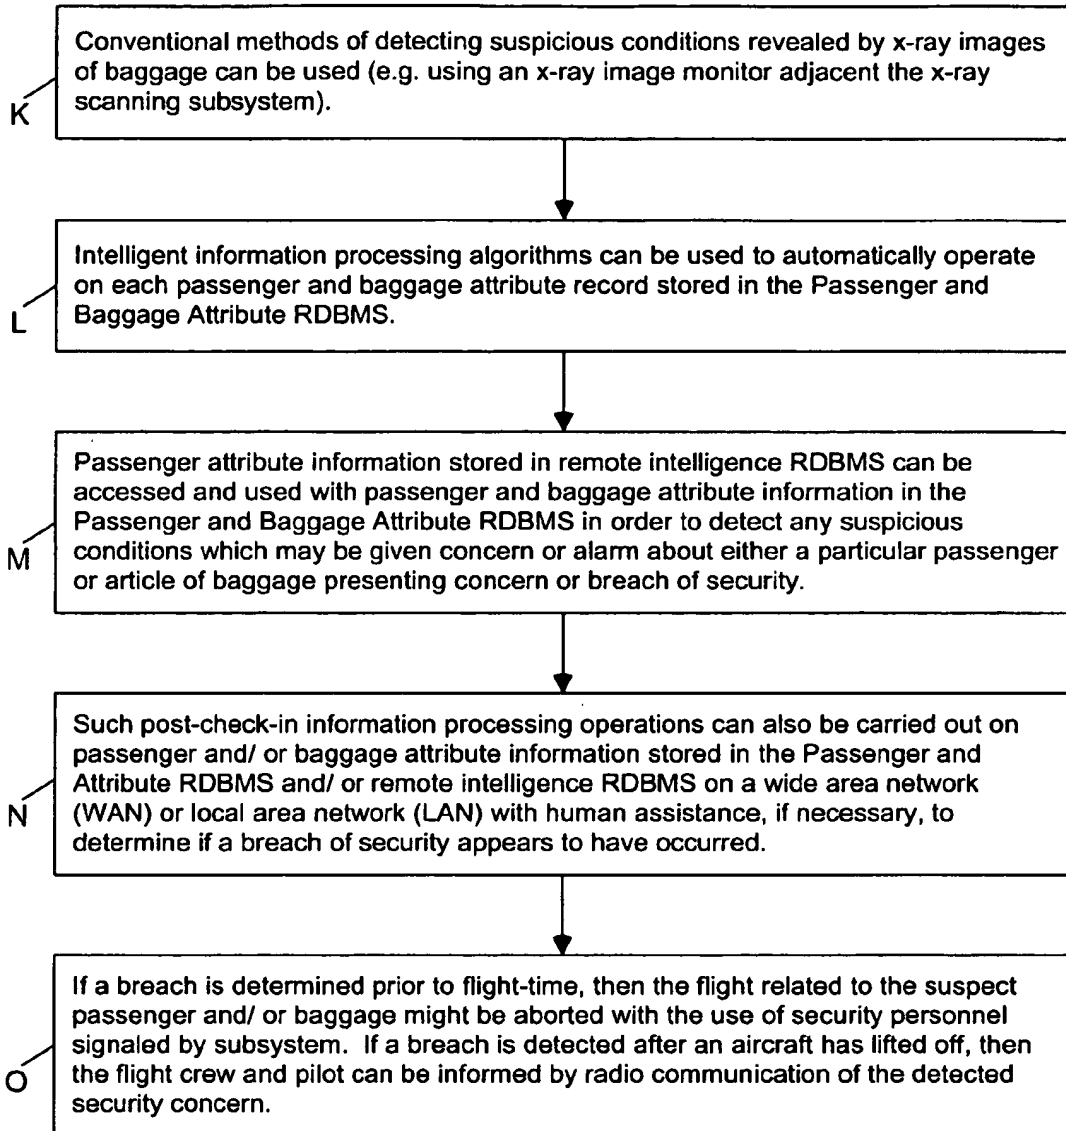 Conventional methods of detecting suspicious conditions revealed by x-ray images
of baggage can be used (e.g. using an x-ray image monitor adjacent the x-ray
scanning subsystem).
K
Intelligent information processing algorithms can be used to automatically operate
on each passenger and baggage attribute record stored in the Passenger and
Baggage Attribute RDBMS.
L
Passenger attribute information stored in remote intelligence RDBMS can be
accessed and used with passenger and baggage attribute information in the
Passenger and Baggage Attribute RDBMS in order to detect any suspicious
conditions which may be given concern or alarm about either a particular passenger
or article of baggage presenting concern or breach of security.
M
Such post-check-in information processing operations can also be carried out on
passenger and/ or baggage attribute information stored in the Passenger and
Attribute RDBMS and/ or remote intelligence RDBMS on a wide area network
(WAN) or local area network (LAN) with human assistance, if necessary, to
determine if a breach of security appears to have occurred.
N
If a breach is determined prior to flight-time, then the flight related to the suspect
passenger and/ or baggage might be aborted with the use of security personnel
signaled by subsystem. If a breach is detected after an aircraft has lifted off, then
the flight crew and pilot can be informed by radio communication of the detected
security concern.
O